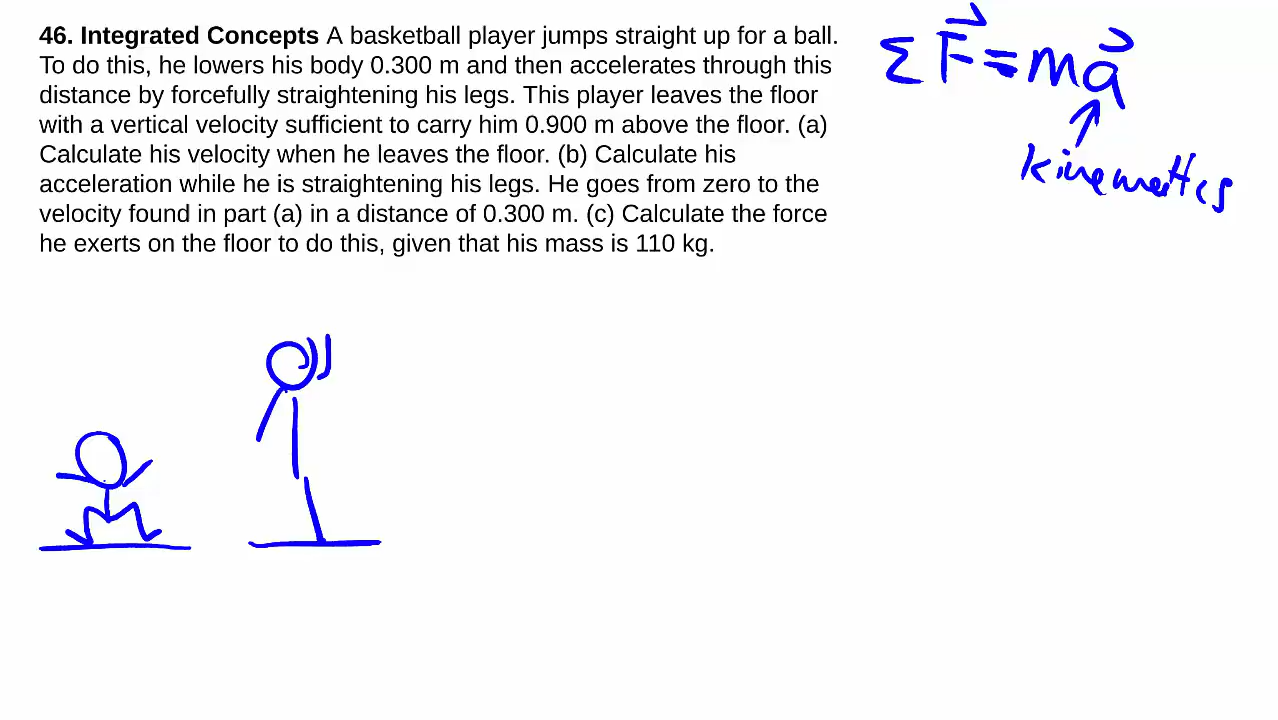 46. Integrated Concepts A basketball player jumps straight up for a ball.
To do this, he lowers his body 0.300 m and then accelerates through this
distance by forcefully straightening his legs. This player leaves the floor
with a vertical velocity sufficient to carry him 0.900 m above the floor. (a)
Calculate his velocity when he leaves the floor. (b) Calculate his
acceleration while he is straightening his legs. He goes from zero to the
velocity found in part (a) in a distance of 0.300 m. (c) Calculate the force
he exerts on the floor to do this, given that his mass is 110 kg.
Σ F⃗ = ma⃗
kinematics